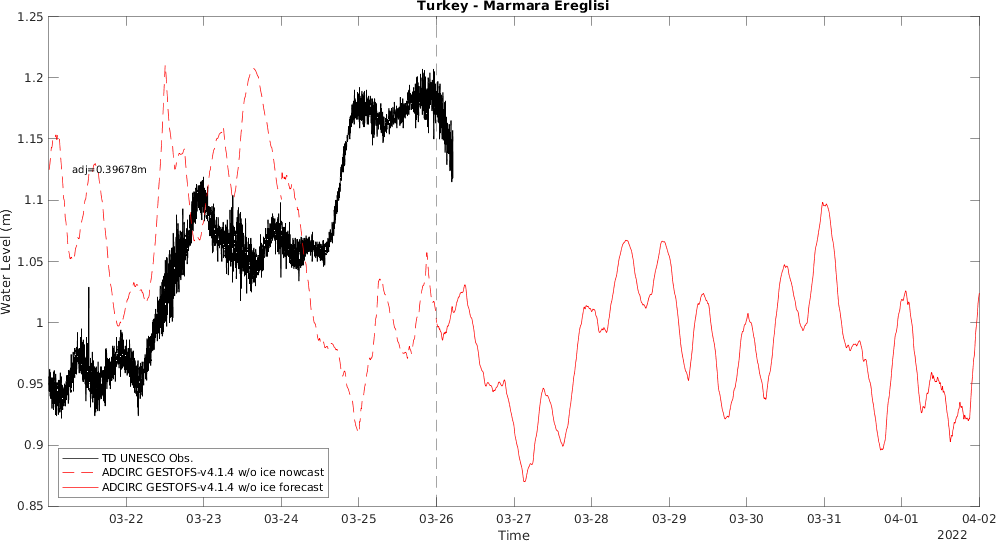 Turkey - Marmara Ereglisi
1.25
1.2
1.15
1.1
1.05
1
0.95
0.9
0.85
Water Level (m)
adj=0.39678m
TD UNESCO Obs.
ADCIRC GESTOFS-v4.1.4 w/o ice nowcast
ADCIRC GESTOFS-v4.1.4 w/o ice forecast
03-22 03-23 03-24 03-25 03-26 03-27 03-28 03-29 03-30 03-31 04-01 04-02
Time
2022